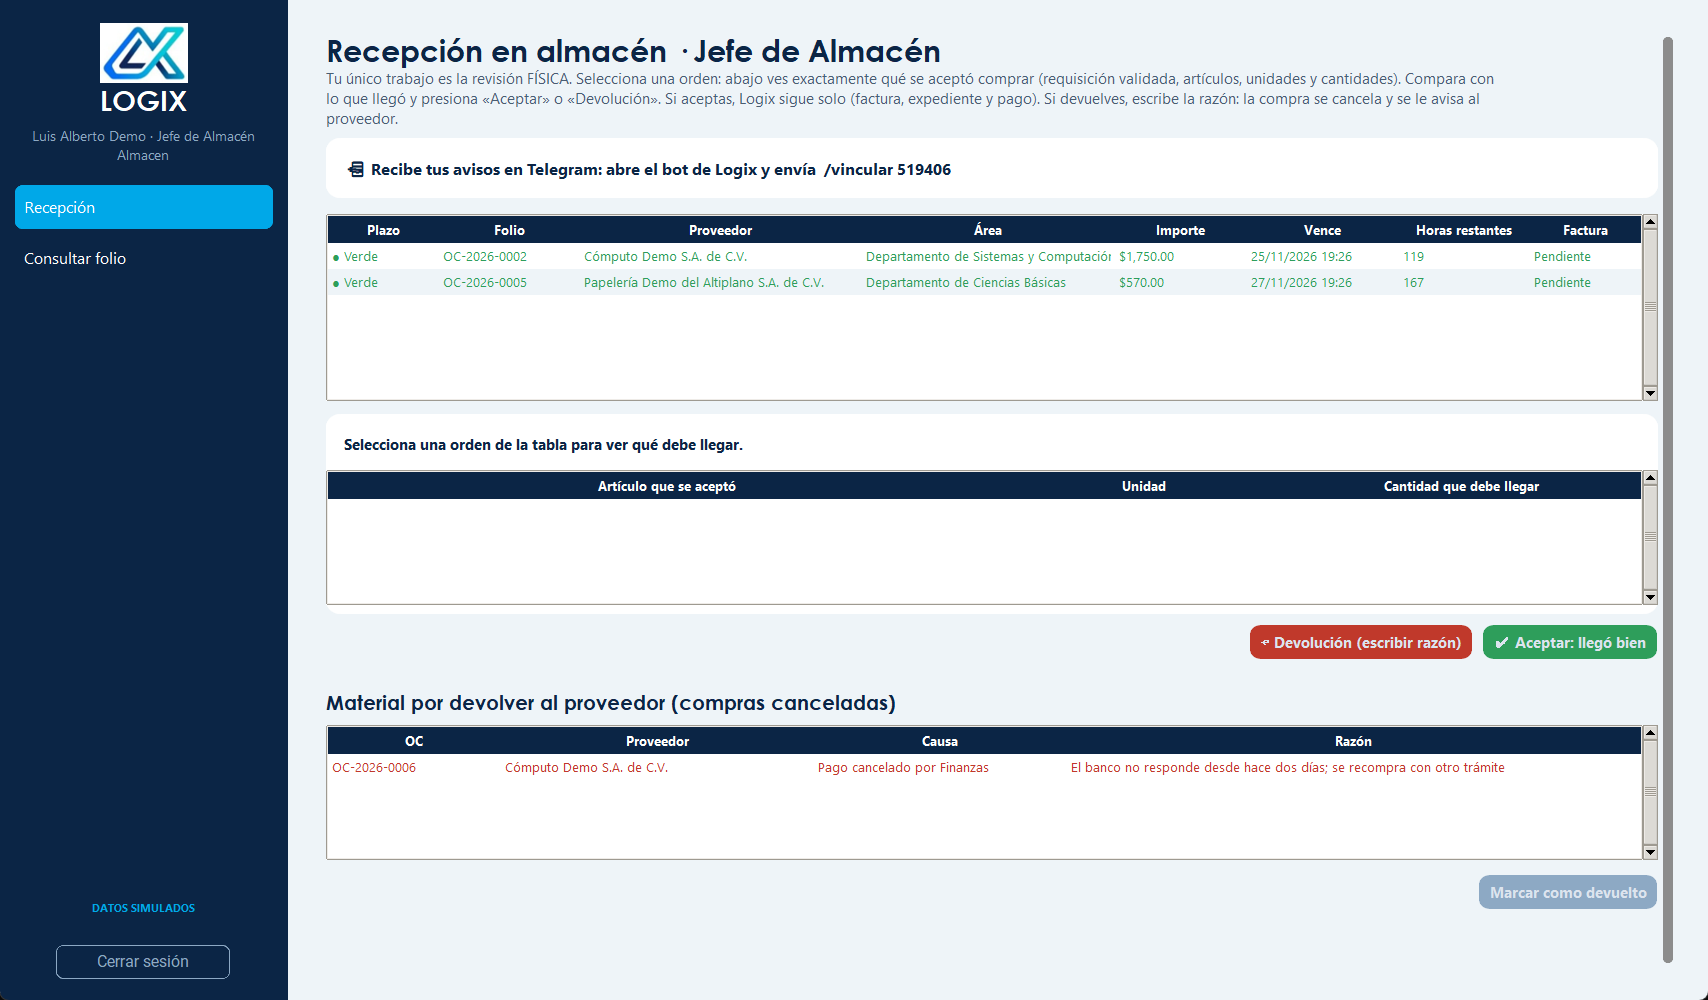 LOGIX
Luis Alberto Demo · Jefe de Almacén
Almacen
Recepción
Consultar folio
DATOS SIMULADOS
Cerrar sesión
Recepción en almacén · Jefe de Almacén
Tu único trabajo es la revisión FÍSICA. Selecciona una orden: abajo ves exactamente qué se aceptó comprar (requisición validada, artículos, unidades y cantidades). Compara con
lo que llegó y presiona «Aceptar» o «Devolución». Si aceptas, Logix sigue solo (factura, expediente y pago). Si devuelves, escribe la razón: la compra se cancela y se le avisa al
proveedor.
Recibe tus avisos en Telegram: abre el bot de Logix y envía /vincular 519406
Plazo Folio Proveedor Área Importe Vence Horas restantes Factura
● Verde OC-2026-0002 Cómputo Demo S.A. de C.V. Departamento de Sistemas y Computación $1,750.00 25/11/2026 19:26 119 Pendiente
● Verde OC-2026-0005 Papelería Demo del Altiplano S.A. de C.V. Departamento de Ciencias Básicas $570.00 27/11/2026 19:26 167 Pendiente
Selecciona una orden de la tabla para ver qué debe llegar.
Artículo que se aceptó Unidad Cantidad que debe llegar
Devolución (escribir razón) ✔ Aceptar: llegó bien
Material por devolver al proveedor (compras canceladas)
OC Proveedor Causa Razón
OC-2026-0006 Cómputo Demo S.A. de C.V. Pago cancelado por Finanzas El banco no responde desde hace dos días; se recompra con otro trámite
Marcar como devuelto